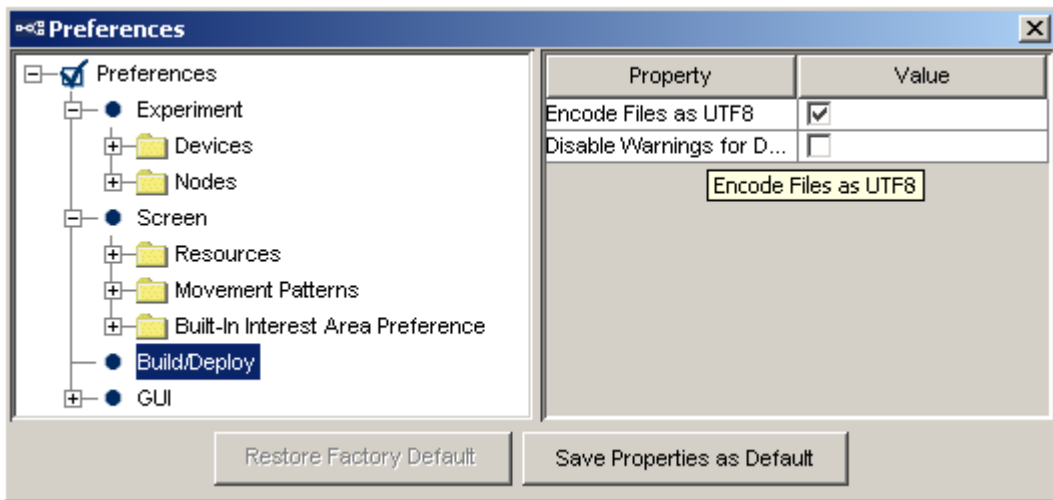 Preferences
Preferences
Experiment
Devices
Nodes
Screen
Resources
Movement Patterns
Built-In Interest Area Preference
Build/Deploy
GUI
Property Value
Encode Files as UTF8
Disable Warnings for D...
Encode Files as UTF8
Restore Factory Default Save Properties as Default